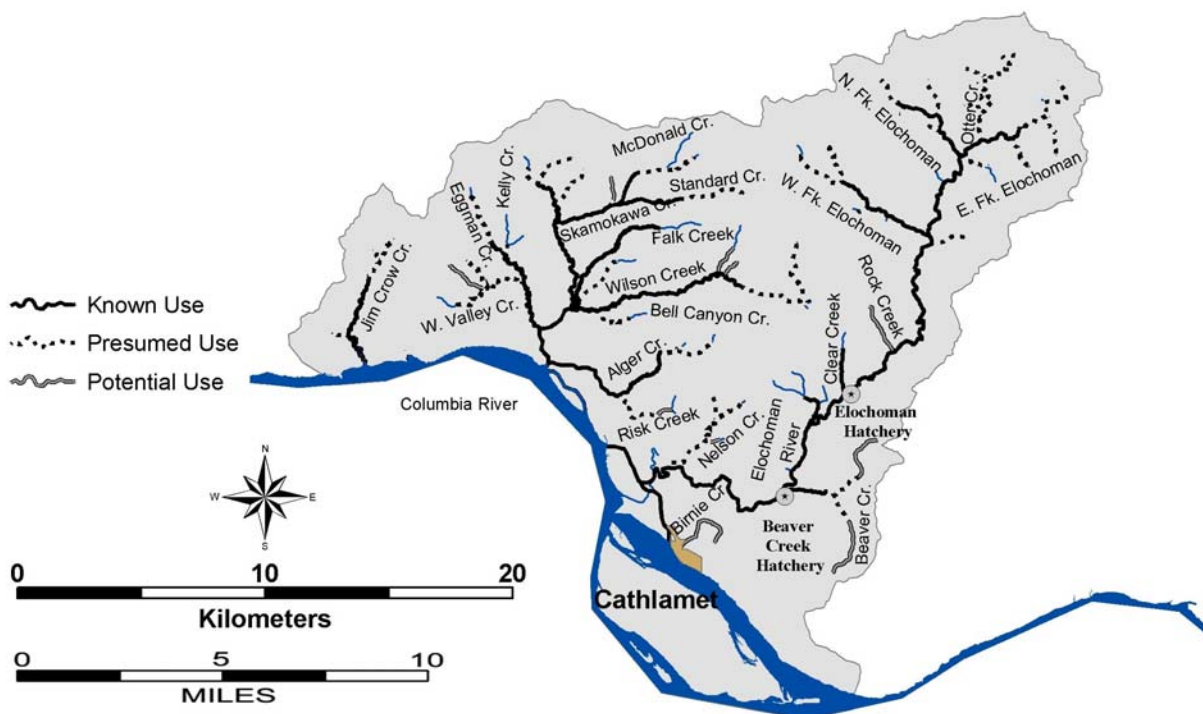 N. Fk. Elochoman
Otter Cr.
E. Fk. Elochoman
W. Fk. Elochoman
McDonald Cr.
Standard Cr.
Kelly Cr.
Eggman Cr.
Skamokawa Cr.
Falk Creek
Wilson Creek
Bell Canyon Cr.
Jim Crow Cr.
W. Valley Cr.
Rock Creek
Clear Creek
Alger Cr.
Known Use
Presumed Use
Potential Use
Columbia River
Risk Creek
Nelson Cr.
Elochoman
River
Elochoman
Hatchery
Birnie Cr
Beaver Cr.
Beaver
Creek
Hatchery
Cathlamet
N
W E
S
0 10 20
Kilometers
0 5 10
MILES